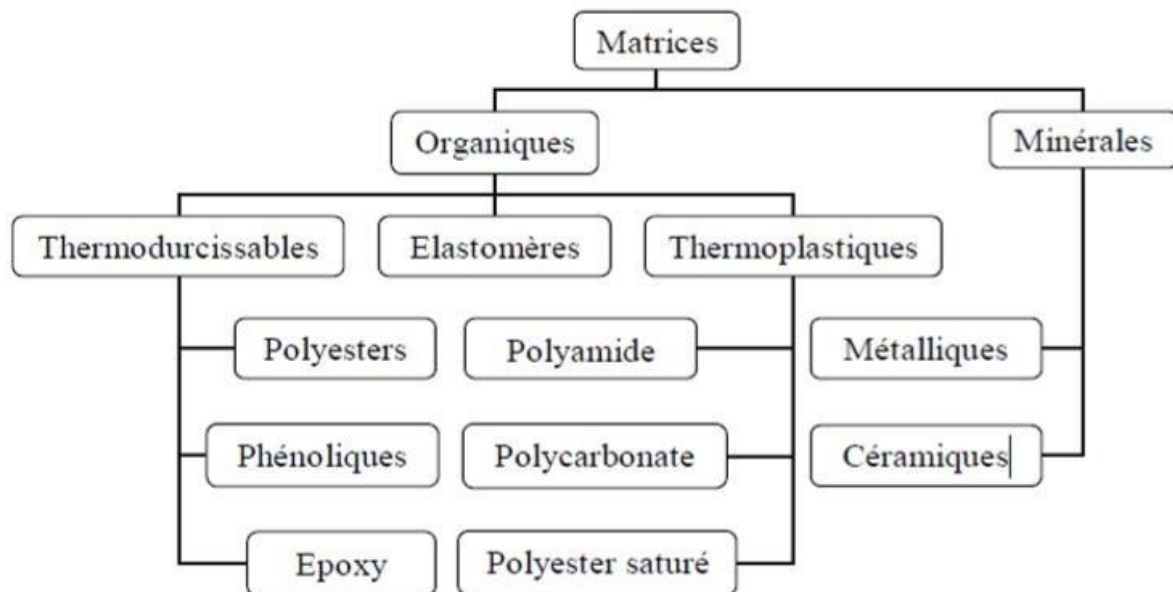 Matrices
Organiques
Minérales
Thermodurcissables
Elastomères
Thermoplastiques
Polyesters
Polyamide
Métalliques
Phénoliques
Polycarbonate
Céramiques
Epoxy
Polyester saturé